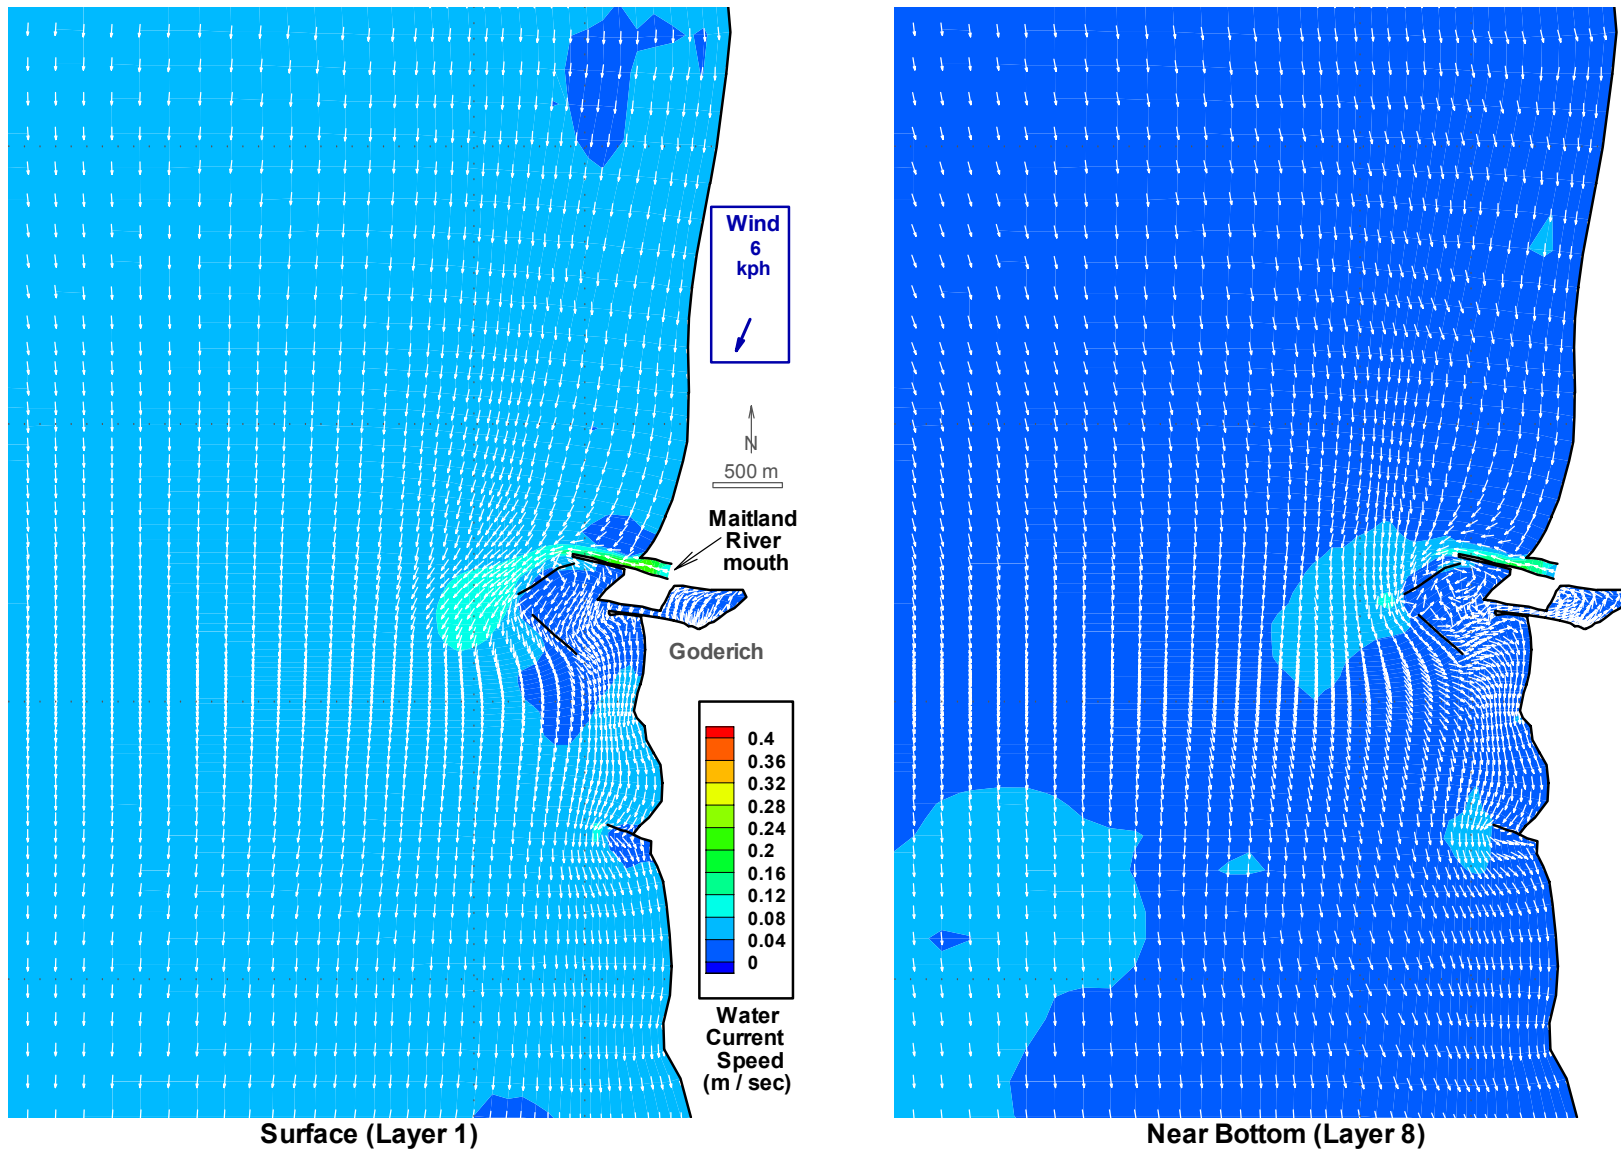 Wind
6
kph
N
500 m
Maitland
River
mouth
Goderich
0.4
0.36
0.32
0.28
0.24
0.2
0.16
0.12
0.08
0.04
0
Water
Current
Speed
(m / sec)
Surface (Layer 1)
Near Bottom (Layer 8)